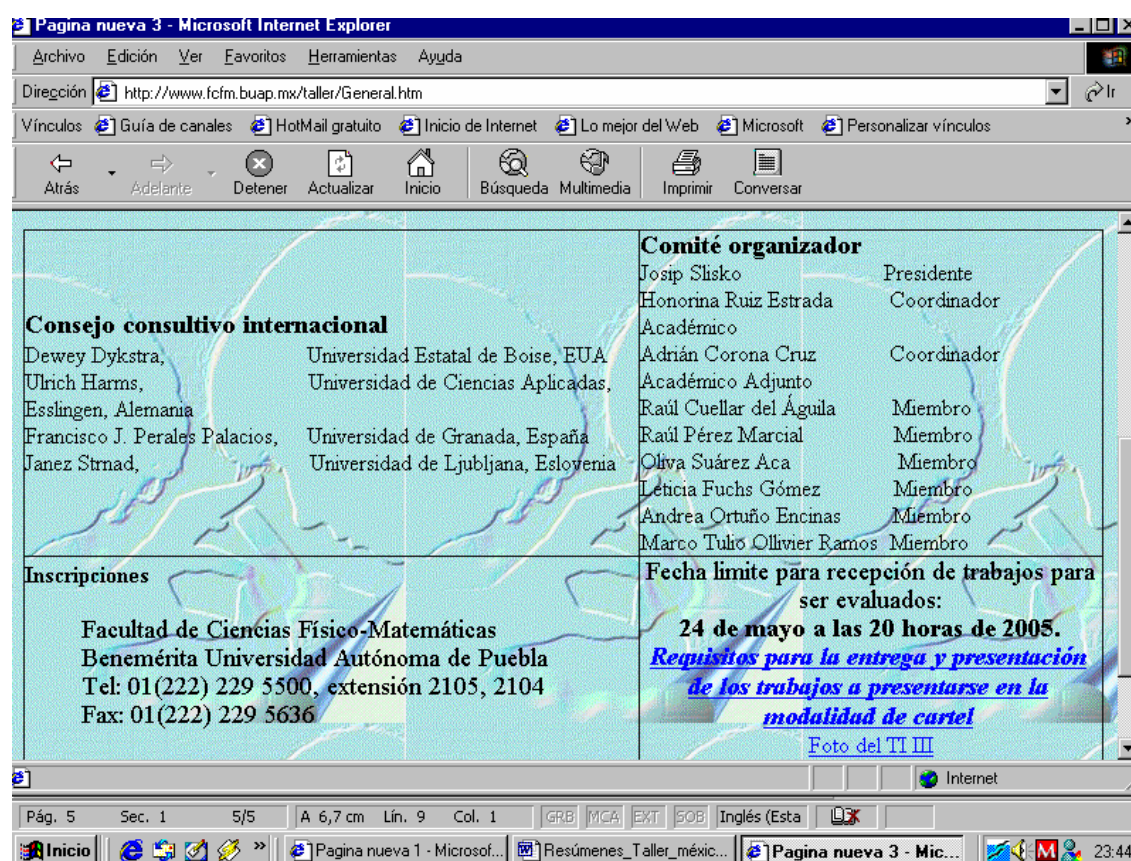 Pagina nueva 3 - Microsoft Internet Explorer
Archivo Edición Ver Favoritos Herramientas Ayuda
Dirección http://www.fcfm.buap.mx/taller/General.htm Ir
Vínculos Guía de canales HotMail gratuito Inicio de Internet Lo mejor del Web Microsoft Personalizar vínculos
Atrás Adelante Detener Actualizar Inicio Búsqueda Multimedia Imprimir Conversar
Consejo consultivo internacional
Dewey Dykstra, Universidad Estatal de Boise, EUA
Ulrich Harms, Universidad de Ciencias Aplicadas,
Esslingen, Alemania
Francisco J. Perales Palacios, Universidad de Granada, España
Janez Strnad, Universidad de Ljubljana, Eslovenia
Comité organizador
Josip Slisko Presidente
Honorina Ruiz Estrada Coordinador
Académico
Adrián Corona Cruz Coordinador
Académico Adjunto
Raúl Cuellar del Águila Miembro
Raúl Pérez Marcial Miembro
Oliva Suárez Aca Miembro
Leticia Fuchs Gómez Miembro
Andrea Ortuño Encinas Miembro
Marco Tulio Ollivier Ramos Miembro
Inscripciones
Facultad de Ciencias Físico-Matemáticas
Benemérita Universidad Autónoma de Puebla
Tel: 01(222) 229 5500, extensión 2105, 2104
Fax: 01(222) 229 5636
Fecha limite para recepción de trabajos para
ser evaluados:
24 de mayo a las 20 horas de 2005.
Requisitos para la entrega y presentación
de los trabajos a presentarse en la
modalidad de cartel
Foto del TI III
Internet
Pág. 5 Sec. 1 5/5 A 6,7 cm Lín. 9 Col. 1 GRB MCA EXT SOB Inglés (Esta
Inicio » Pagina nueva 1 - Microsof... Resúmenes_Taller_méxic... Pagina nueva 3 - Mic... M 23:44